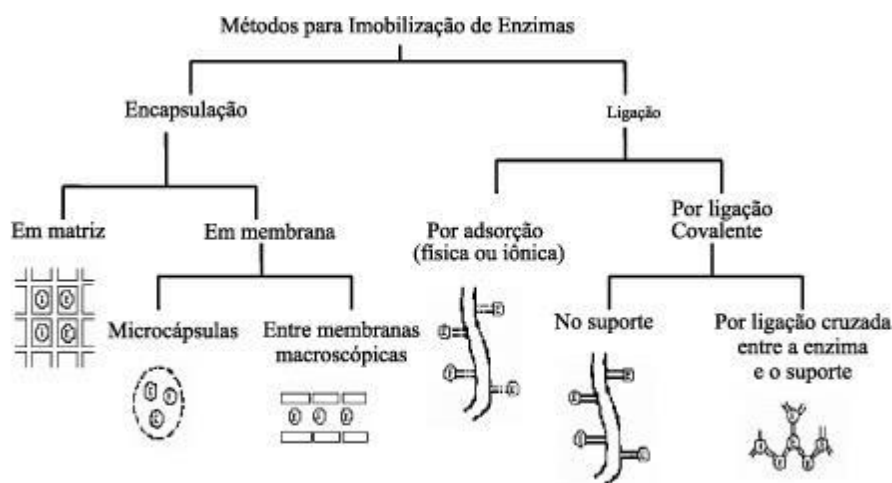 Métodos para Imobilização de Enzimas
Encapsulação
Ligação
Em matriz
Em membrana
Por adsorção
(física ou iônica)
Por ligação
Covalente
Microcápsulas
Entre membranas
macroscópicas
No suporte
Por ligação cruzada
entre a enzima
e o suporte